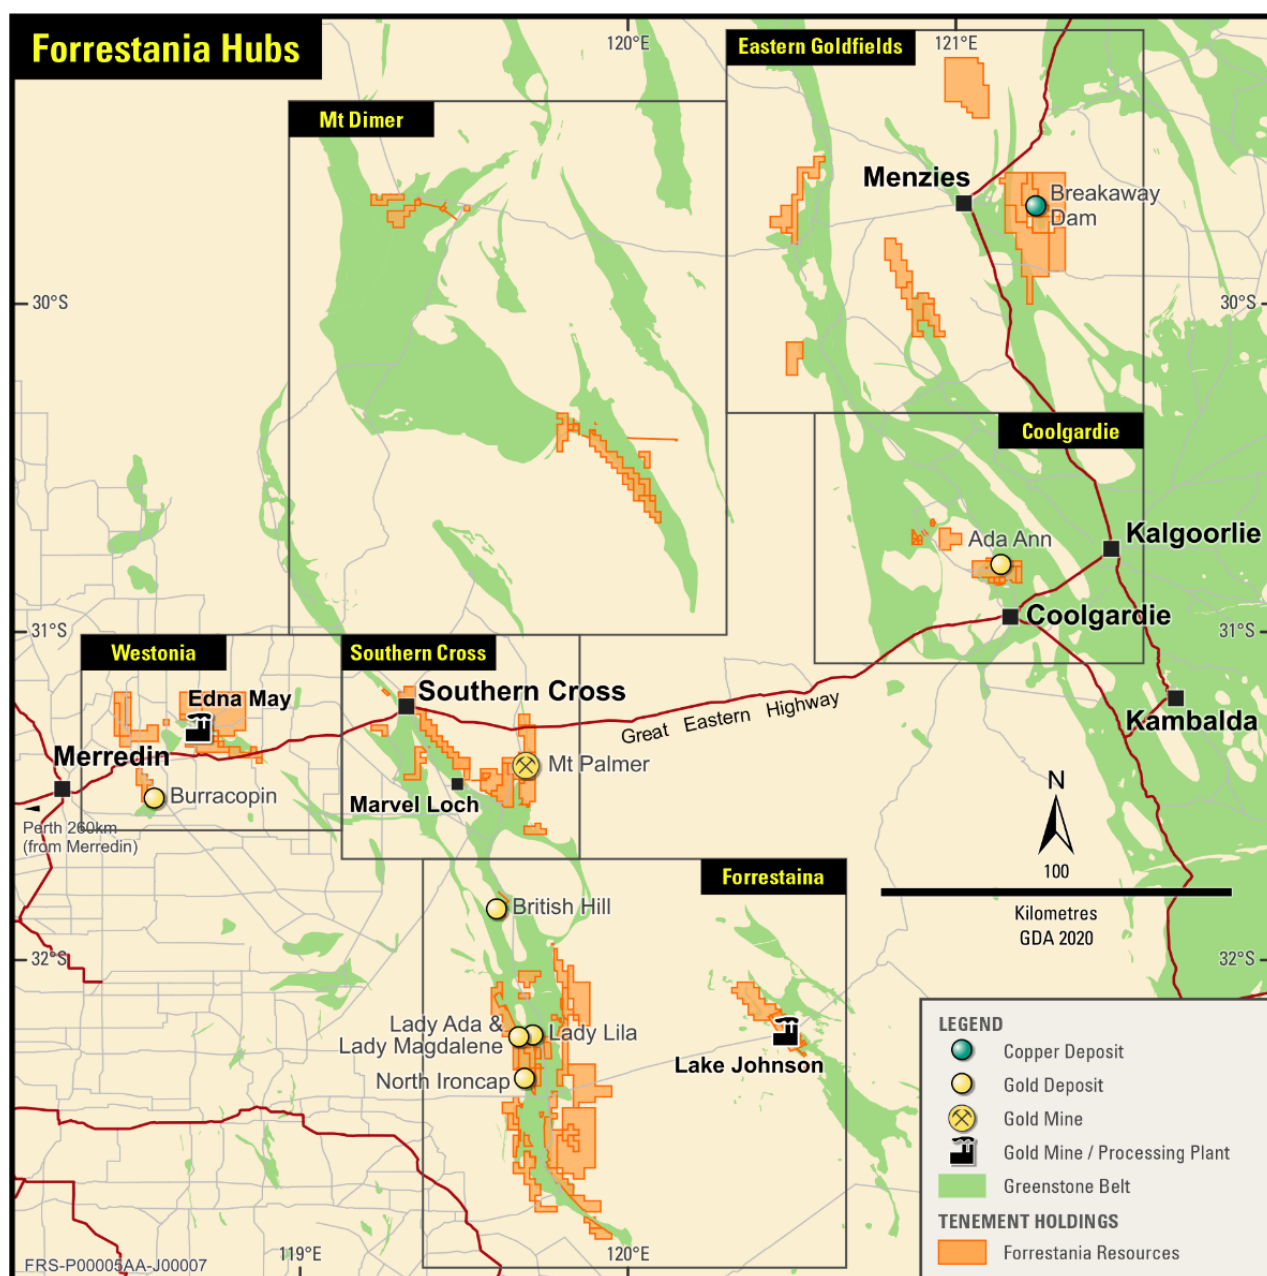 Forrestania Hubs
120°E
Eastern Goldfields
121°E
Mt Dimer
Menzies
Breakaway
Dam
30°S
30°S
Coolgardie
Ada Ann
Kalgoorlie
Coolgardie
31°S
31°S
Westonia
Southern Cross
Edna May
Southern Cross
Great Eastern Highway
Kambalda
Merredin
Mt Palmer
Burracopin
Marvel Loch
Perth 260km
(from Merredin)
N
100
Kilometres
GDA 2020
Forrestaina
British Hill
32°S
32°S
Lady Ada &
Lady Magdalene
Lady Lila
North Ironcap
Lake Johnson
LEGEND
Copper Deposit
Gold Deposit
Gold Mine
Gold Mine / Processing Plant
Greenstone Belt
TENEMENT HOLDINGS
Forrestania Resources
119°E
120°E
FRS-P00005AA-J00007